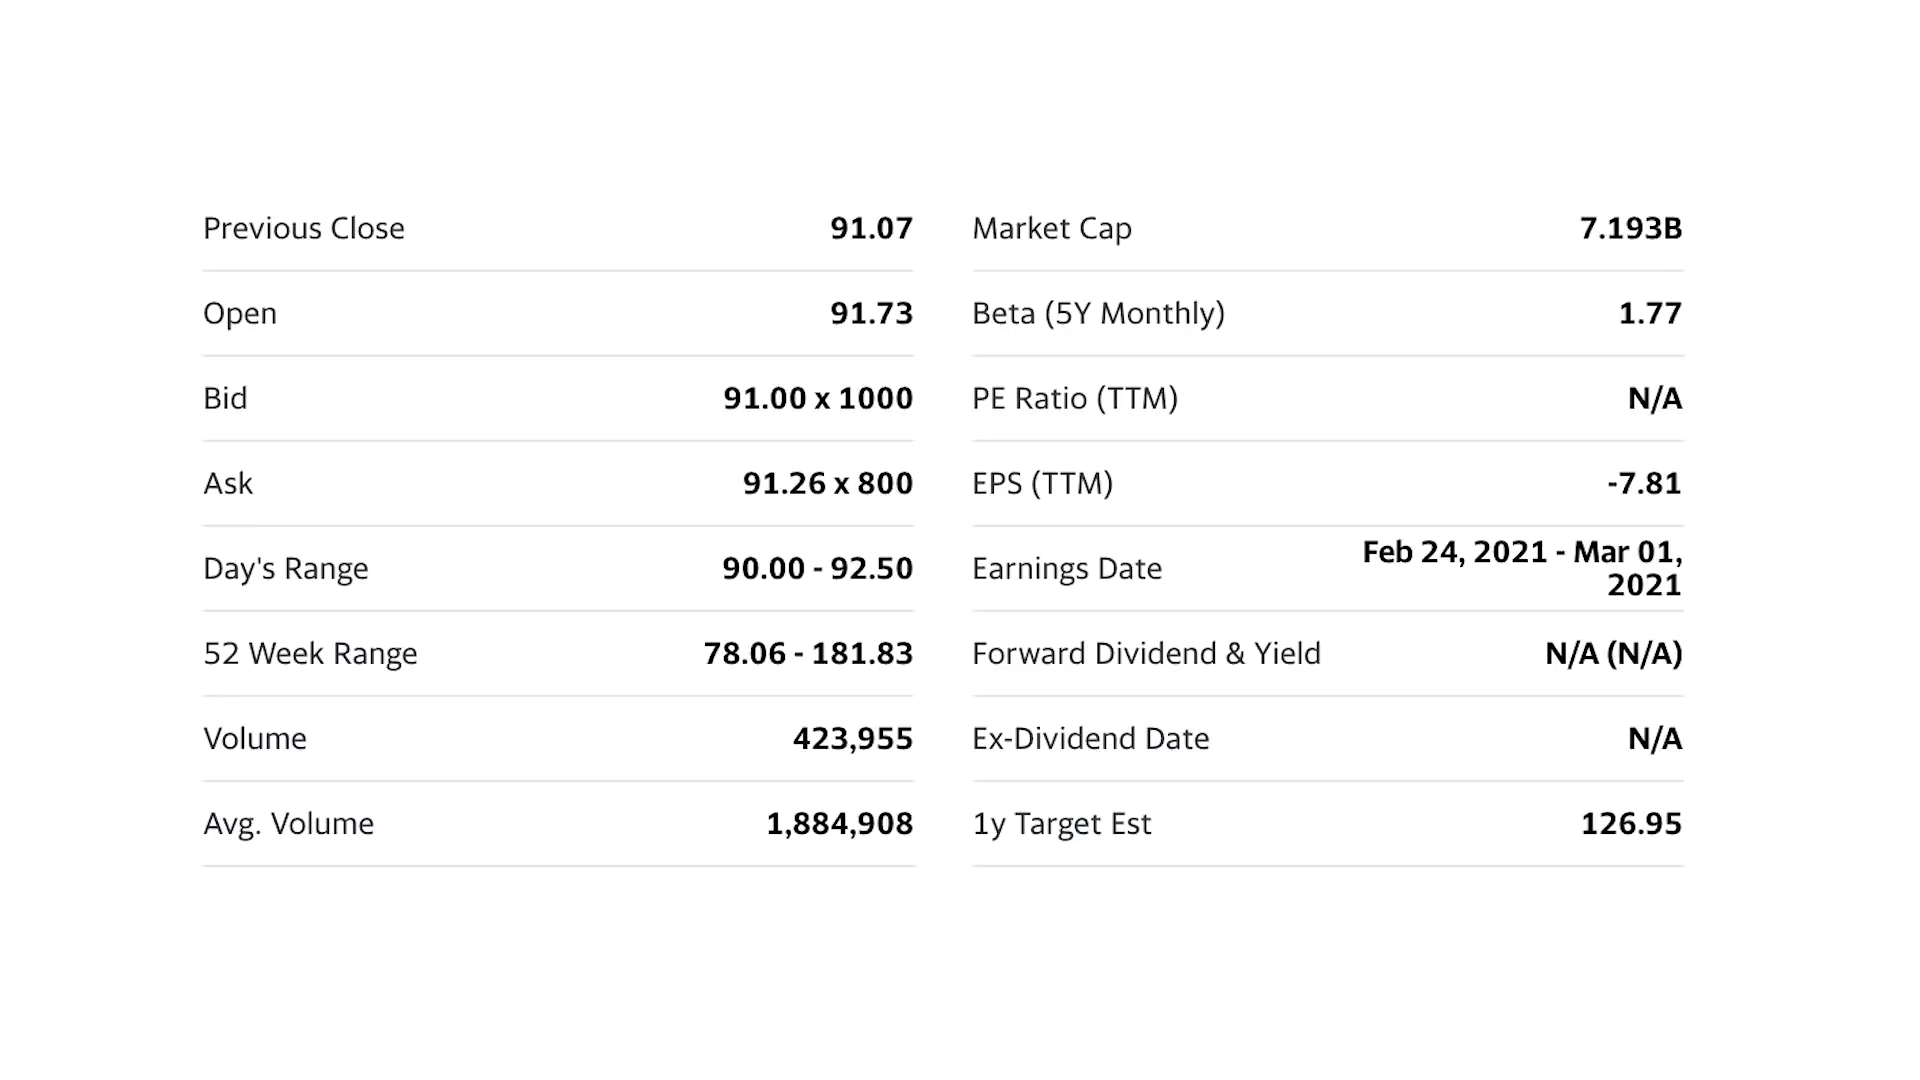 Previous Close 91.07
Open 91.73
Bid 91.00 x 1000
Ask 91.26 x 800
Day's Range 90.00 - 92.50
52 Week Range 78.06 - 181.83
Volume 423,955
Avg. Volume 1,884,908
Market Cap 7.193B
Beta (5Y Monthly) 1.77
PE Ratio (TTM) N/A
EPS (TTM) -7.81
Earnings Date Feb 24, 2021 - Mar 01,
2021
Forward Dividend & Yield N/A (N/A)
Ex-Dividend Date N/A
1y Target Est 126.95